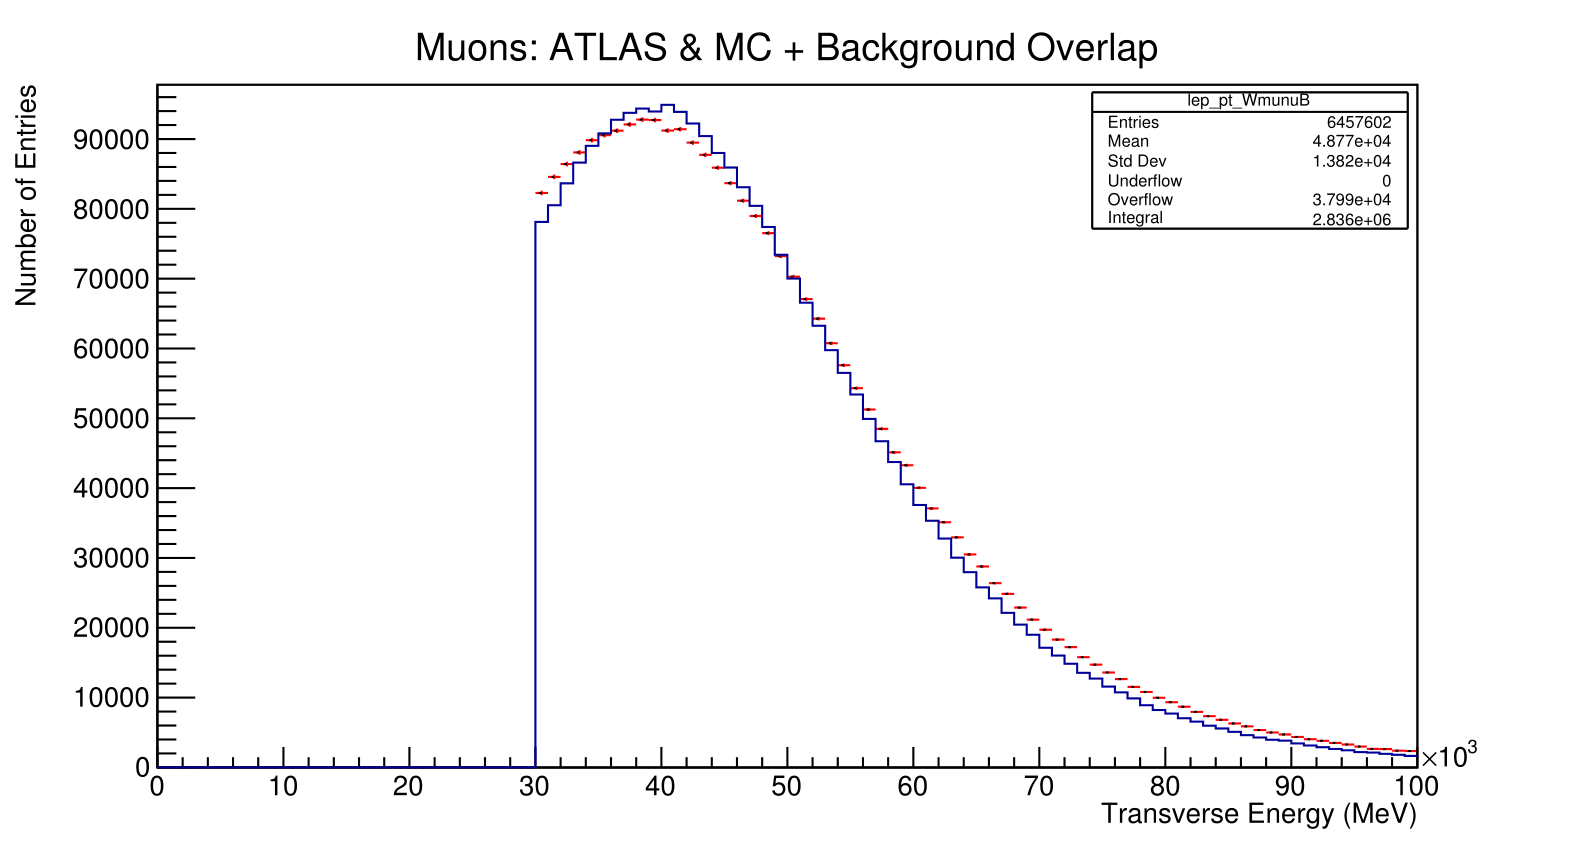 Muons: ATLAS & MC + Background Overlap
Number of Entries
lep_pt_WmunuB
Entries 6457602
Mean 4.877e+04
Std Dev 1.382e+04
Underflow 0
Overflow 3.799e+04
Integral 2.836e+06
90000
80000
70000
60000
50000
40000
30000
20000
10000
0
0 10 20 30 40 50 60 70 80 90 100
×10³
Transverse Energy (MeV)